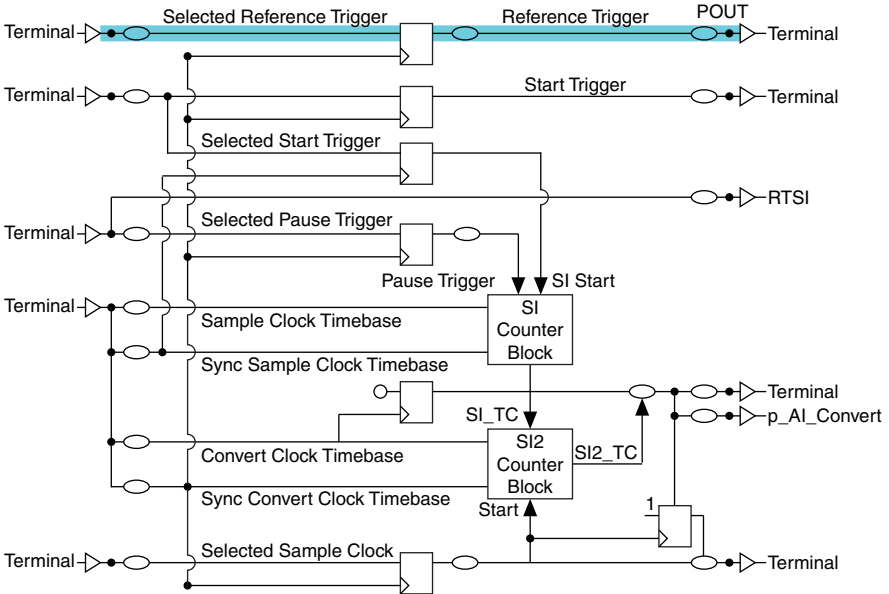 Selected Reference Trigger
Reference Trigger
POUT
Terminal
Terminal
Terminal
Start Trigger
Terminal
Selected Start Trigger
RTSI
Selected Pause Trigger
Terminal
Pause Trigger
SI Start
Terminal
Sample Clock Timebase
SI
Counter
Block
Sync Sample Clock Timebase
Terminal
SI_TC
p_AI_Convert
Convert Clock Timebase
SI2
Counter
Block
SI2_TC
Sync Convert Clock Timebase
Start
1
Selected Sample Clock
Terminal
Terminal